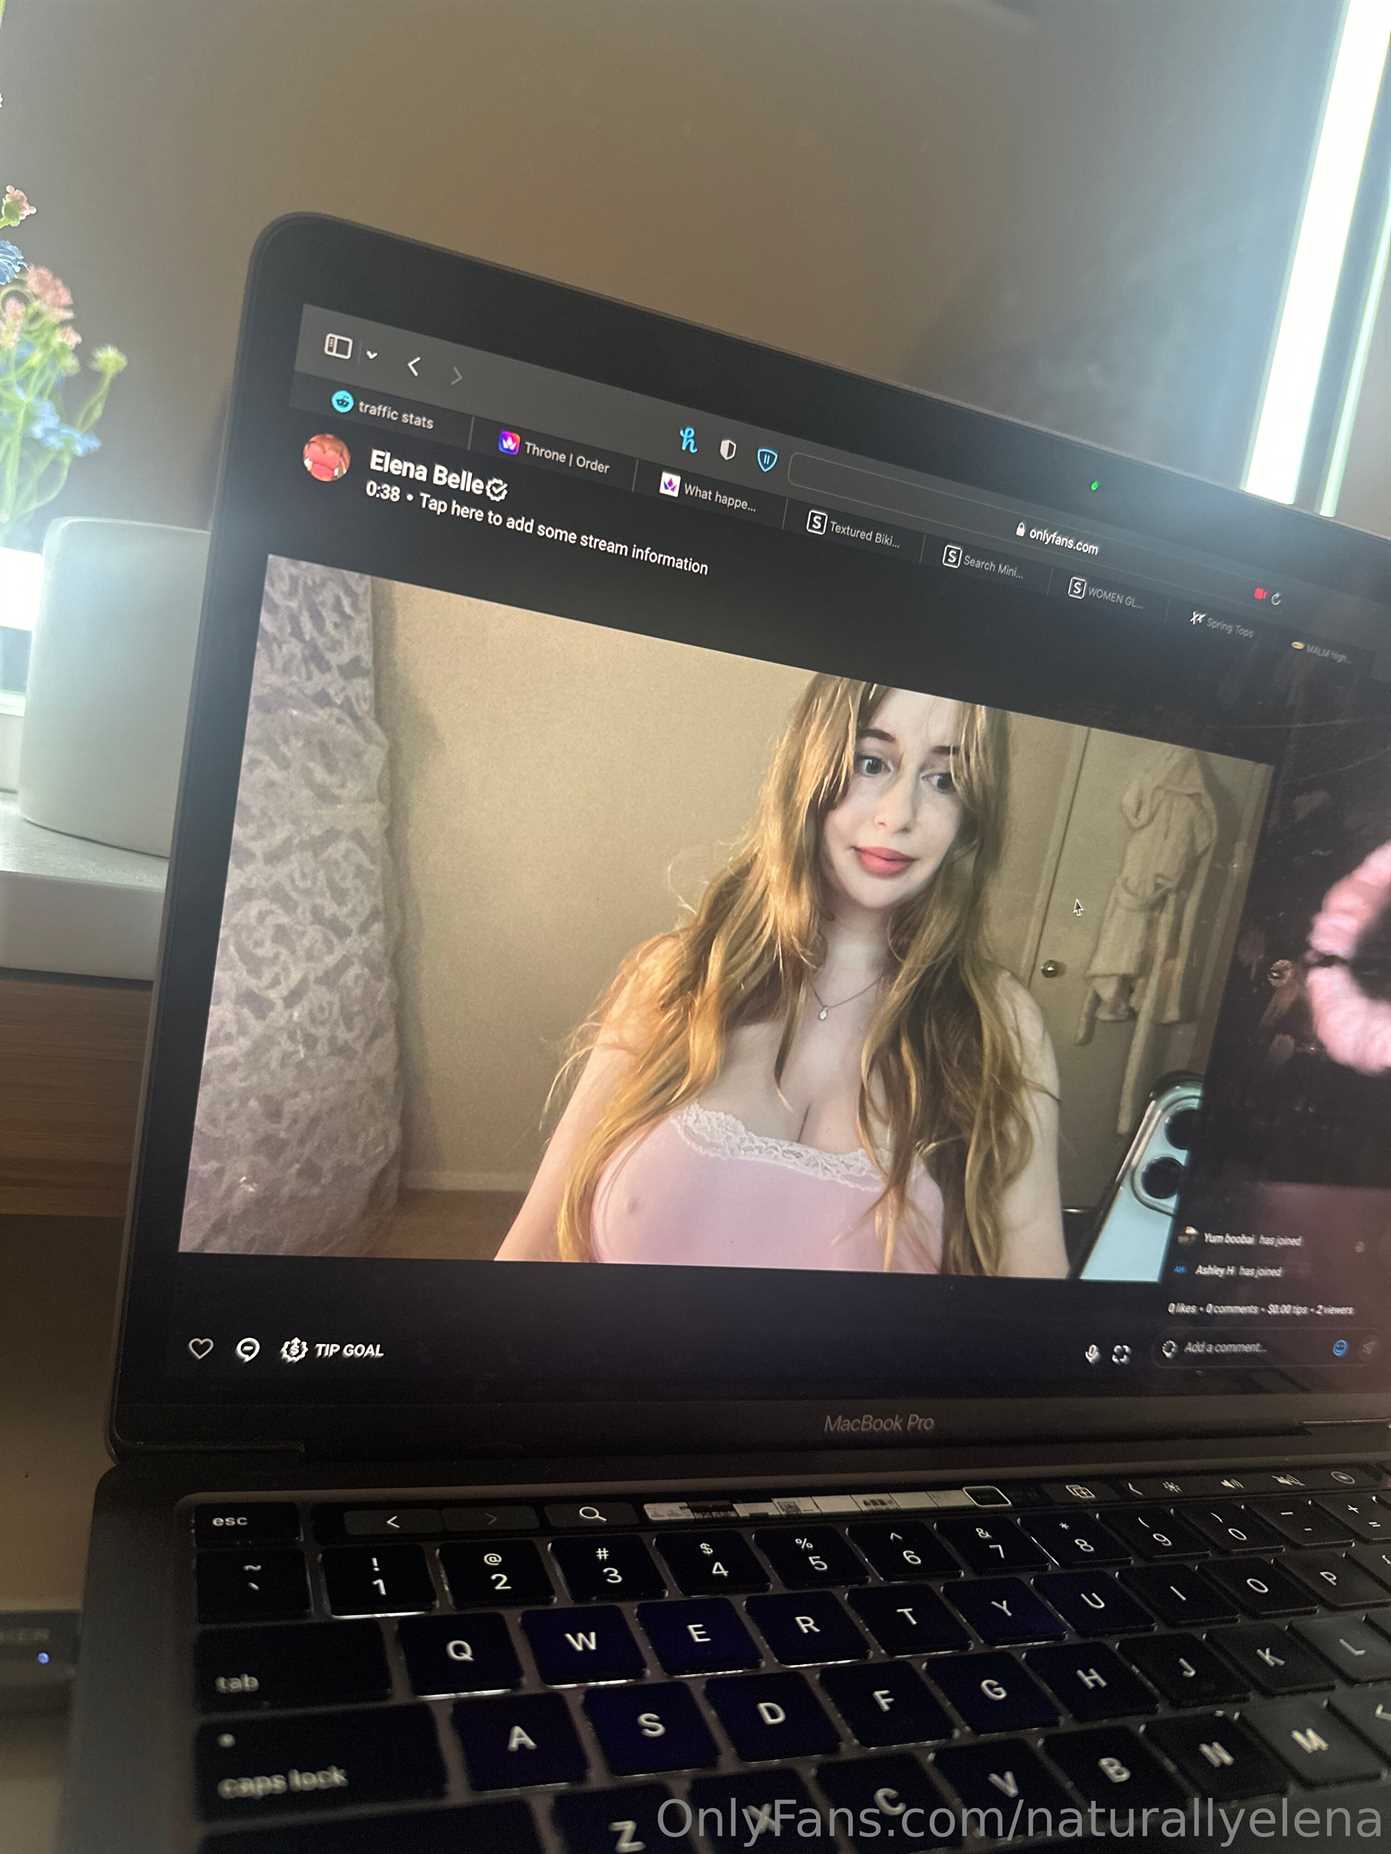 traffic stats
Throne | Order
What happe...
Textured Biki...
Search Mini...
WOMEN GL...
Spring Tops
MALM High...
onlyfans.com
Elena Belle
0:38 • Tap here to add some stream information
Yum boobai has joined
Ashley H has joined
0 likes • 0 comments • $0.00 tips • 2 viewers
TIP GOAL
Add a comment...
MacBook Pro
esc
~ ! @ # $ % ^ & * ( ) - +
` 1 2 3 4 5 6 7 8 9 0 - =
tab Q W E R T Y U I O P
caps lock A S D F G H J K L
Z X C V B N M <
OnlyFans.com/naturallyelena